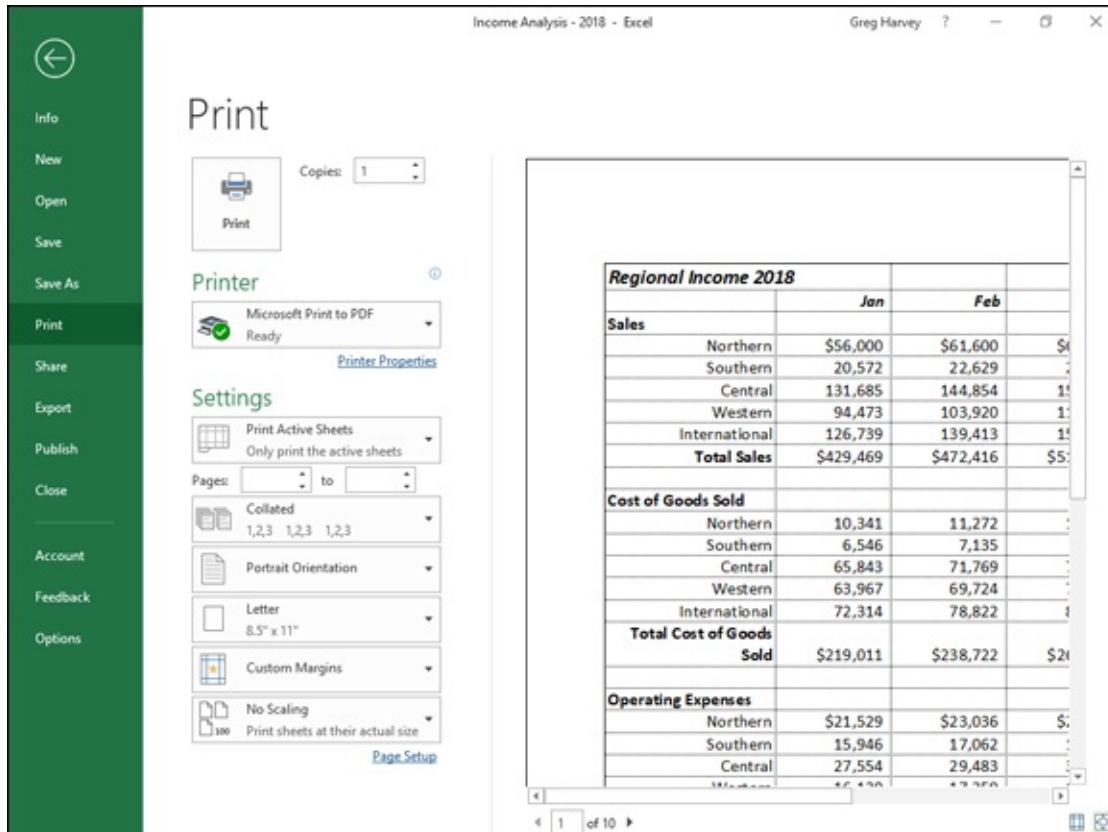 Income Analysis - 2018 - Excel
Greg Harvey ?
Info
New
Open
Save
Save As
Print
Share
Export
Publish
Close
Account
Feedback
Options
Print
Print
Copies: 1
Printer
Microsoft Print to PDF
Ready
Printer Properties
Settings
Print Active Sheets
Only print the active sheets
Pages: to
Collated
1,2,3 1,2,3 1,2,3
Portrait Orientation
Letter
8.5" x 11"
Custom Margins
No Scaling
100 Print sheets at their actual size
Page Setup
Regional Income 2018
Jan Feb
Sales
Northern $56,000 $61,600
Southern 20,572 22,629
Central 131,685 144,854
Western 94,473 103,920
International 126,739 139,413
Total Sales $429,469 $472,416
Cost of Goods Sold
Northern 10,341 11,272
Southern 6,546 7,135
Central 65,843 71,769
Western 63,967 69,724
International 72,314 78,822
Total Cost of Goods
Sold $219,011 $238,722
Operating Expenses
Northern $21,529 $23,036
Southern 15,946 17,062
Central 27,554 29,483
1 of 10